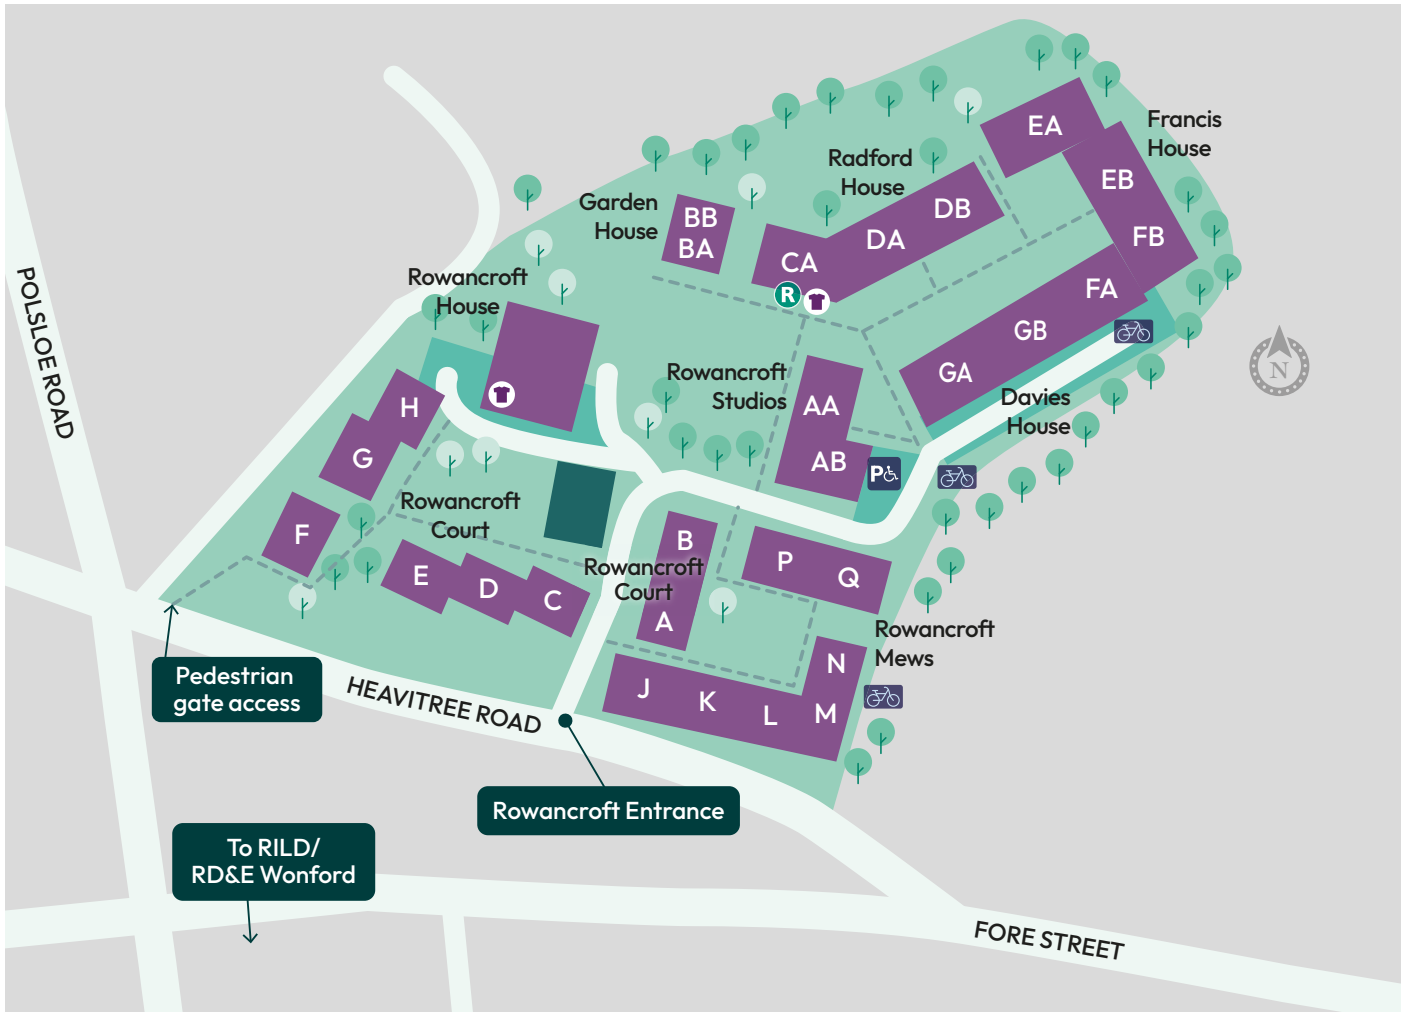 EA
Francis
House
Radford
House
EB
DB
Garden
House
BB
BA
DA
FB
CA
R
FA
Rowancroft
House
GB
N
POLSLOE ROAD
Rowancroft
Studios
GA
Davies
House
H
AA
G
AB
P
Rowancroft
Court
F
B
E
D
C
Rowancroft
Court
A
P
Q
Rowancroft
Mews
N
J
K
L
M
Pedestrian
gate access
HEAVITREE ROAD
Rowancroft Entrance
To RILD/
RD&E Wonford
FORE STREET